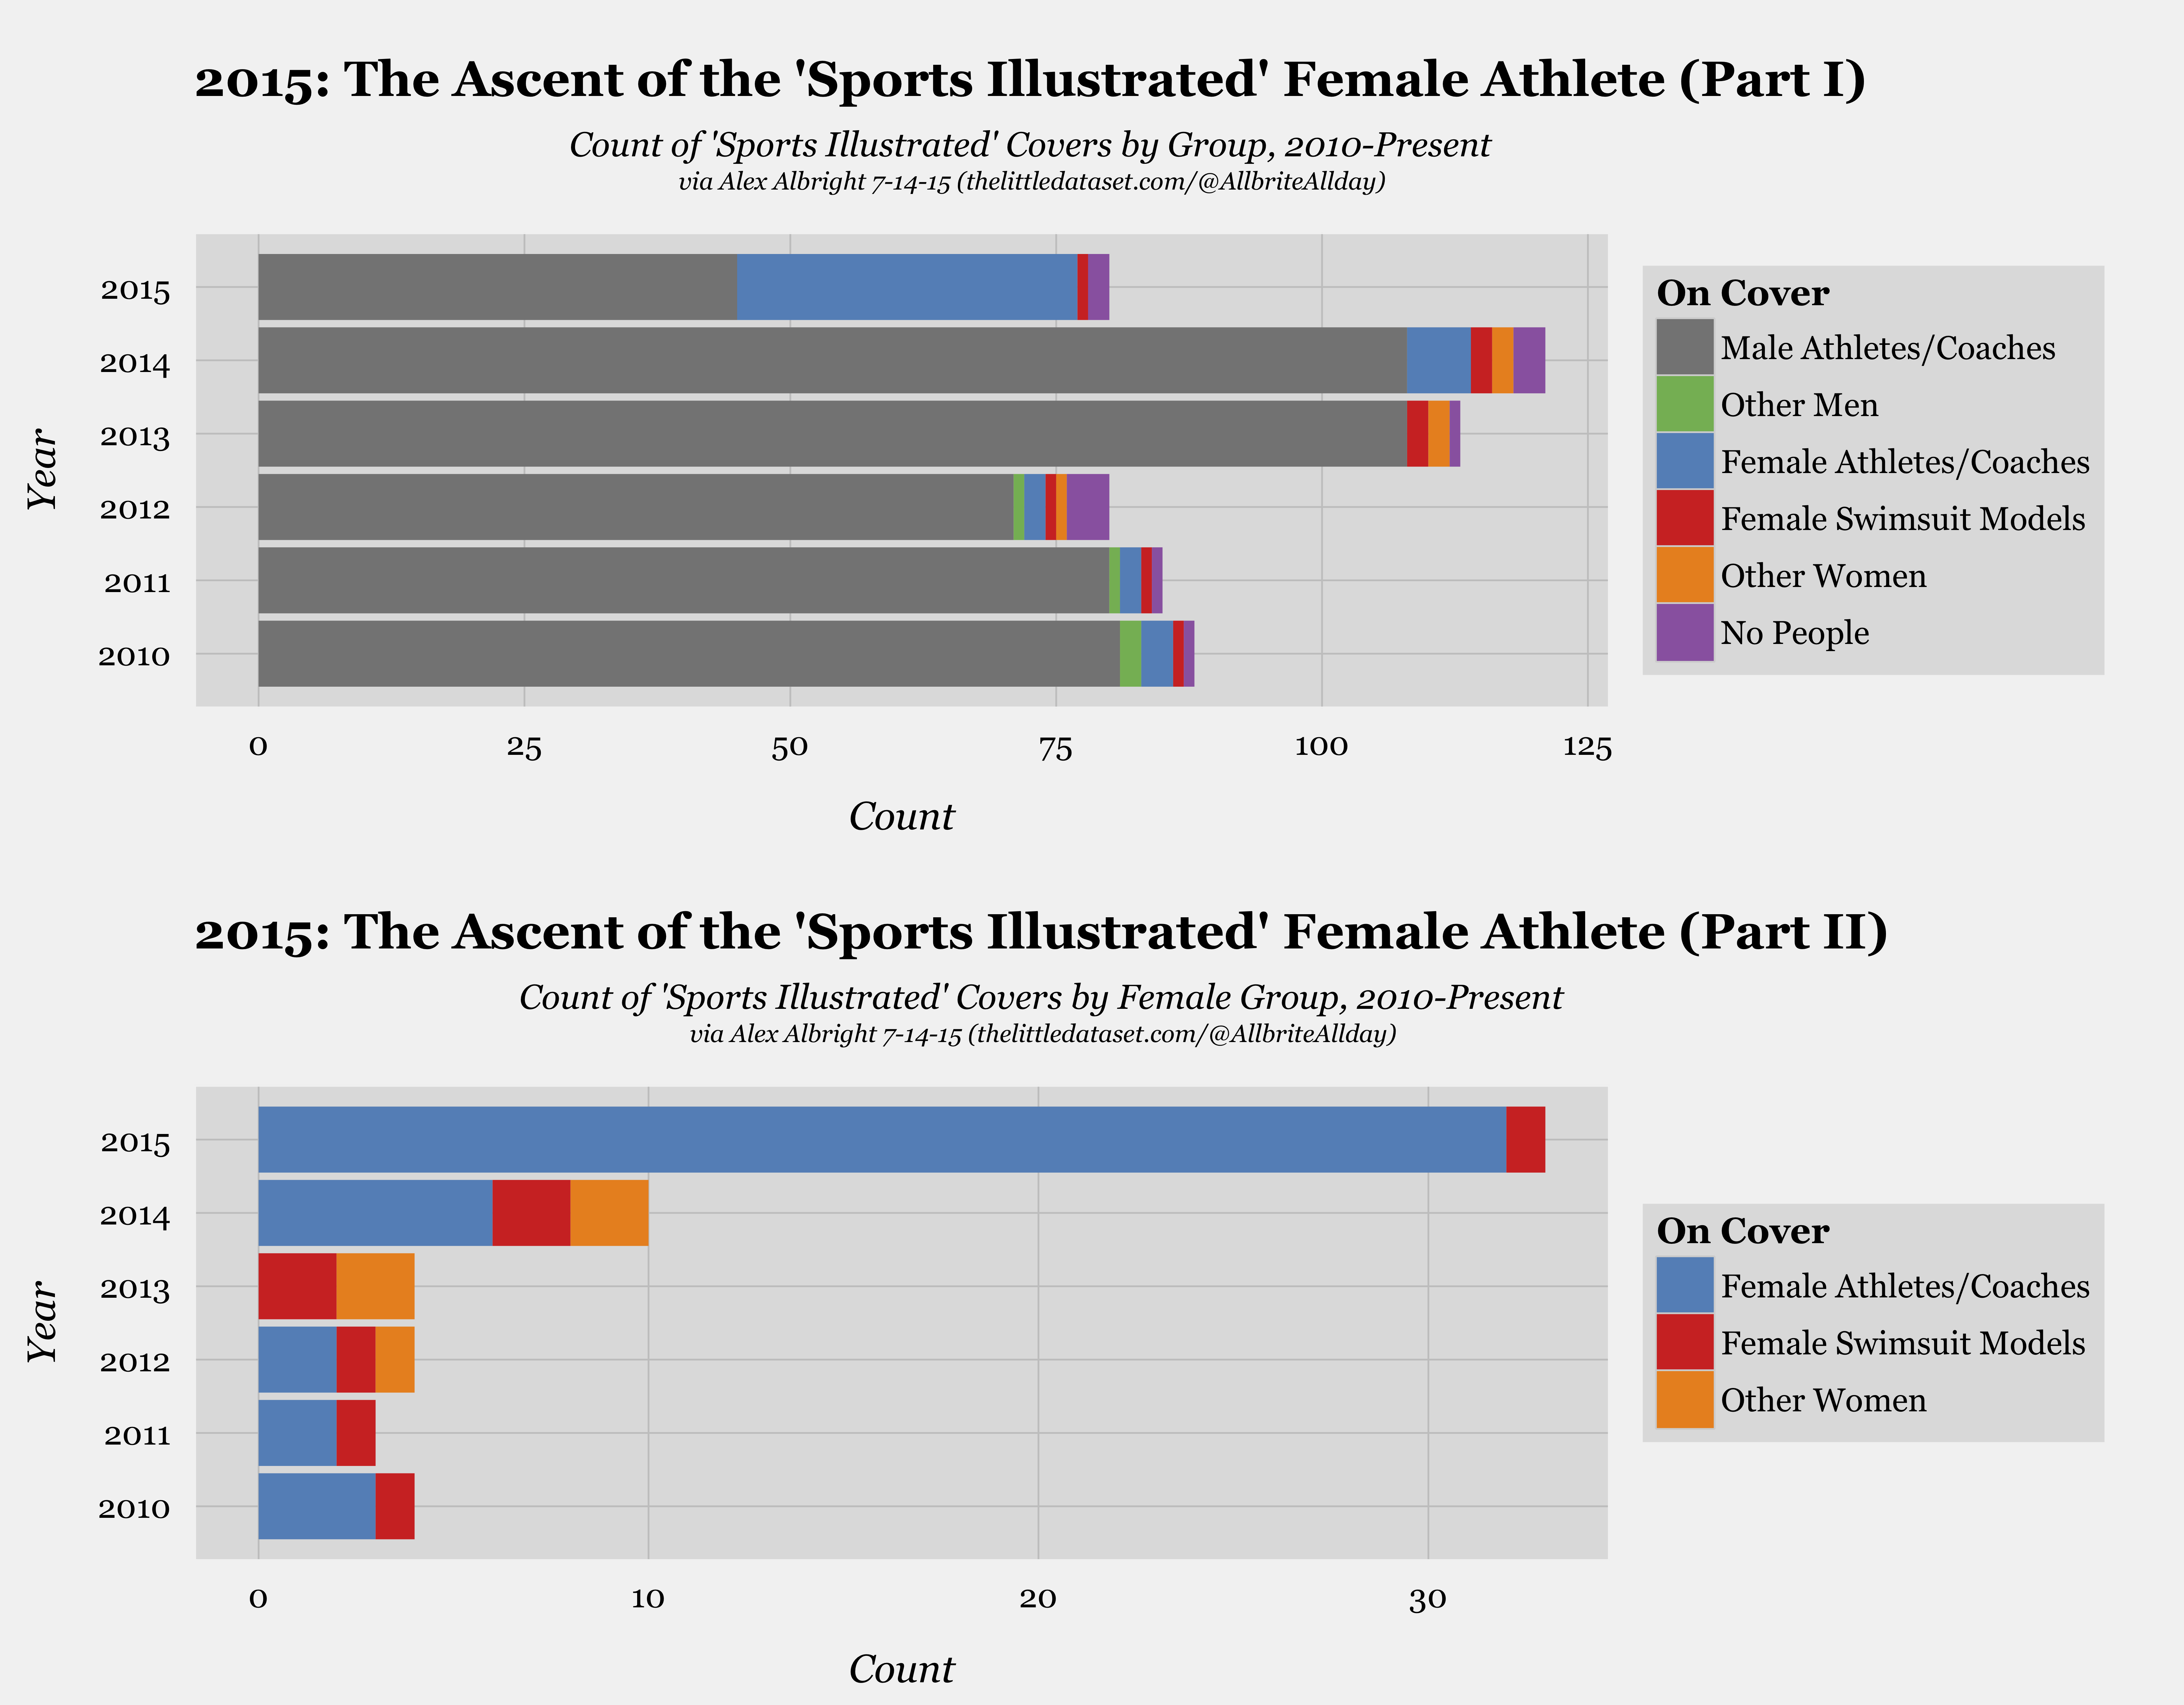 2015: The Ascent of the 'Sports Illustrated' Female Athlete (Part I)
Count of 'Sports Illustrated' Covers by Group, 2010-Present
via Alex Albright 7-14-15 (thelittledataset.com/@AllbriteAllday)
Year
2015
2014
2013
2012
2011
2010
0 25 50 75 100 125
Count
On Cover
Male Athletes/Coaches
Other Men
Female Athletes/Coaches
Female Swimsuit Models
Other Women
No People
2015: The Ascent of the 'Sports Illustrated' Female Athlete (Part II)
Count of 'Sports Illustrated' Covers by Female Group, 2010-Present
via Alex Albright 7-14-15 (thelittledataset.com/@AllbriteAllday)
Year
2015
2014
2013
2012
2011
2010
0 10 20 30
Count
On Cover
Female Athletes/Coaches
Female Swimsuit Models
Other Women